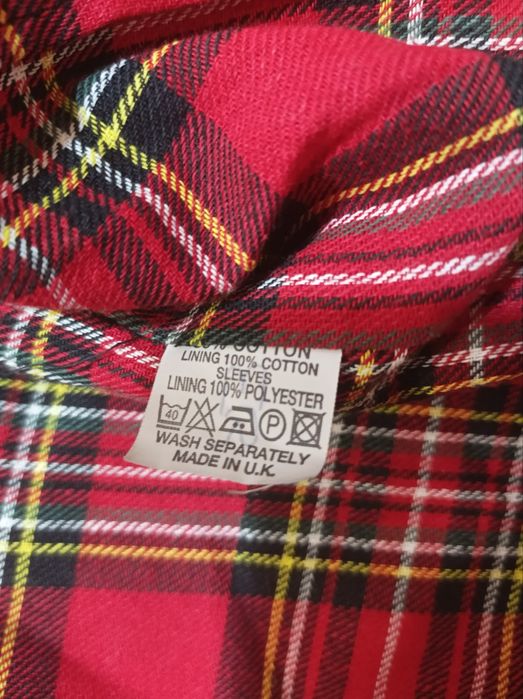 % COTTON
LINING 100% COTTON
SLEEVES
LINING 100% POLYESTER
40 P
WASH SEPARATELY
MADE IN U.K.